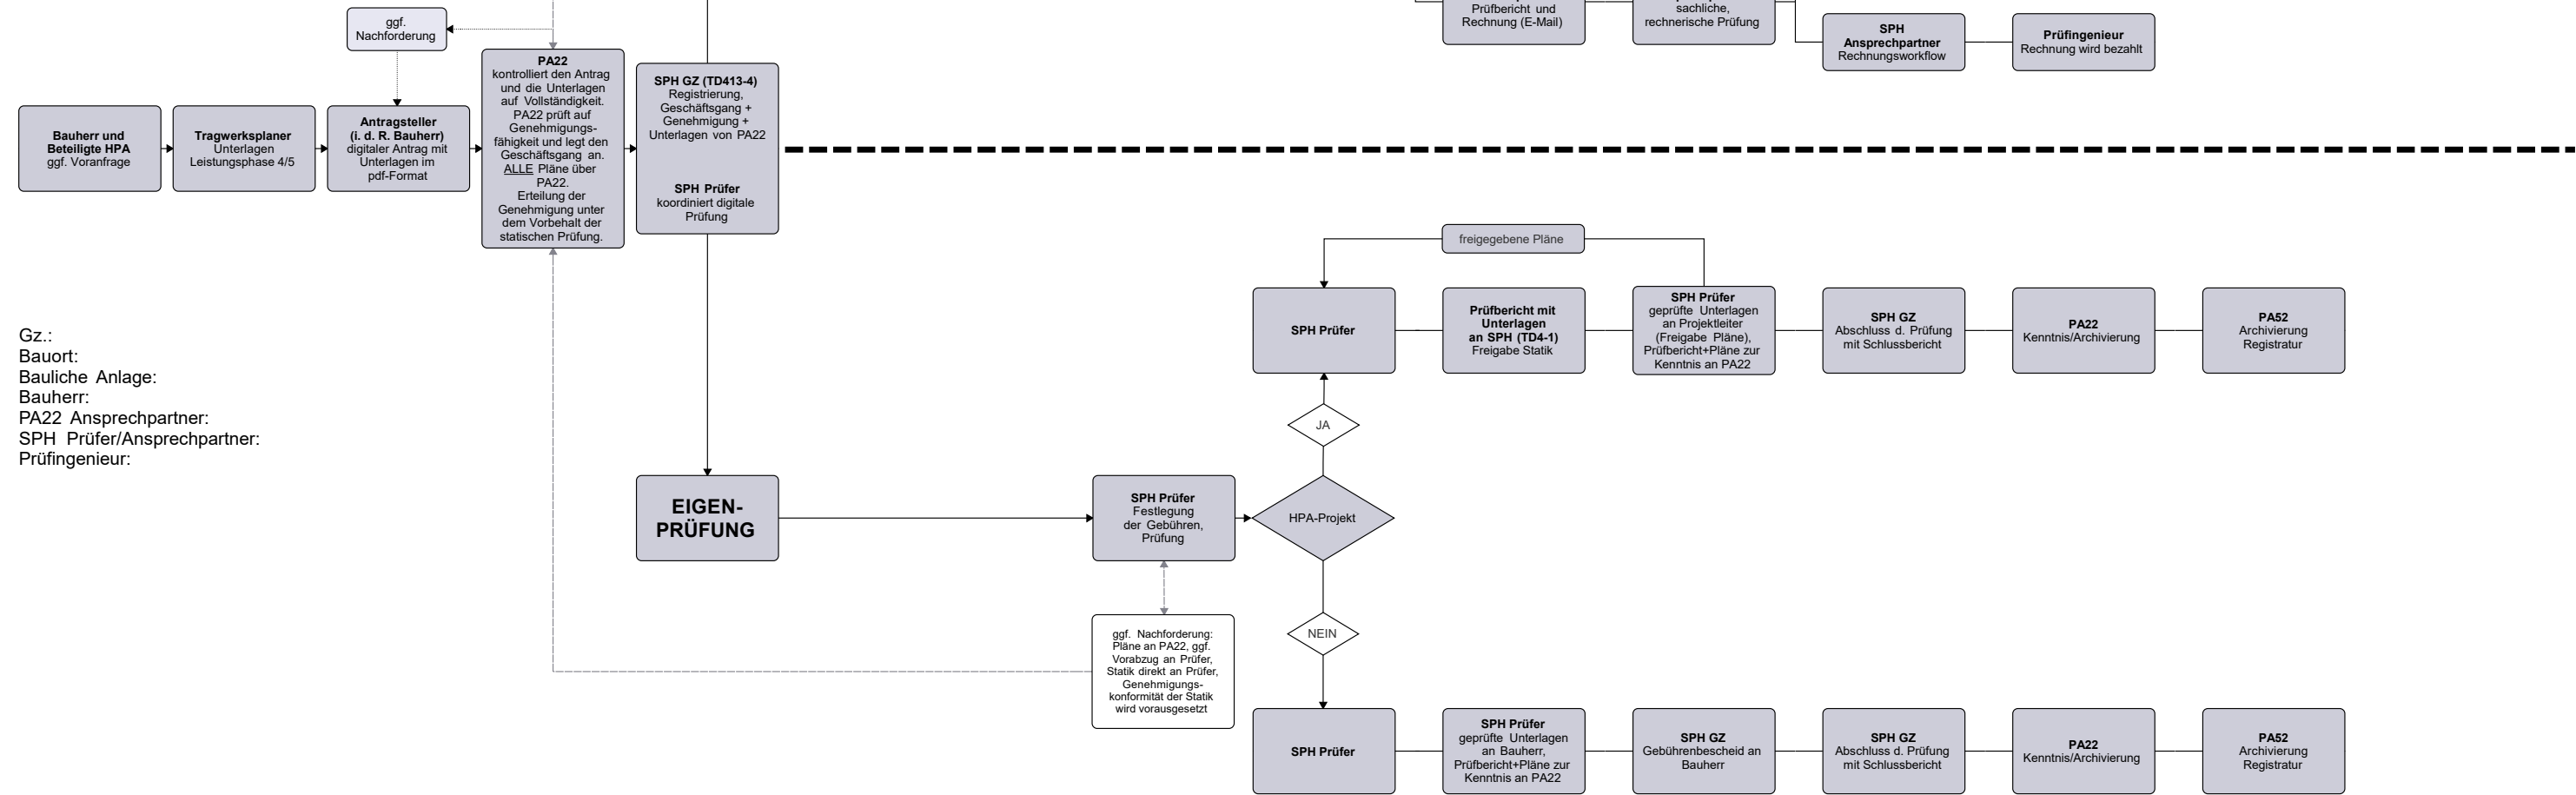 Prüfbericht und
Rechnung (E-Mail)
sachliche,
rechnerische Prüfung
SPH
Ansprechpartner
Rechnungsworkflow
Prüfingenieur
Rechnung wird bezahlt
ggf.
Nachforderung
Bauherr und
Beteiligte HPA
ggf. Voranfrage
Tragwerksplaner
Unterlagen
Leistungsphase 4/5
Antragsteller
(i. d. R. Bauherr)
digitaler Antrag mit
Unterlagen im
pdf-Format
PA22
kontrolliert den Antrag
und die Unterlagen
auf Vollständigkeit.
PA22 prüft auf
Genehmigungs-
fähigkeit und legt den
Geschäftsgang an.
ALLE Pläne über
PA22.
Erteilung der
Genehmigung unter
dem Vorbehalt der
statischen Prüfung.
SPH GZ (TD413-4)
Registrierung,
Geschäftsgang +
Genehmigung +
Unterlagen von PA22
SPH Prüfer
koordiniert digitale
Prüfung
freigegebene Pläne
SPH Prüfer
Prüfbericht mit
Unterlagen
an SPH (TD4-1)
Freigabe Statik
SPH Prüfer
geprüfte Unterlagen
an Projektleiter
(Freigabe Pläne),
Prüfbericht+Pläne zur
Kenntnis an PA22
SPH GZ
Abschluss d. Prüfung
mit Schlussbericht
PA22
Kenntnis/Archivierung
PA52
Archivierung
Registratur
Gz.:
Bauort:
Bauliche Anlage:
Bauherr:
PA22 Ansprechpartner:
SPH Prüfer/Ansprechpartner:
Prüfingenieur:
JA
EIGEN-
PRÜFUNG
SPH Prüfer
Festlegung
der Gebühren,
Prüfung
HPA-Projekt
NEIN
ggf. Nachforderung:
Pläne an PA22, ggf.
Vorabzug an Prüfer,
Statik direkt an Prüfer,
Genehmigungs-
konformität der Statik
wird vorausgesetzt
SPH Prüfer
SPH Prüfer
geprüfte Unterlagen
an Bauherr,
Prüfbericht+Pläne zur
Kenntnis an PA22
SPH GZ
Gebührenbescheid an
Bauherr
SPH GZ
Abschluss d. Prüfung
mit Schlussbericht
PA22
Kenntnis/Archivierung
PA52
Archivierung
Registratur